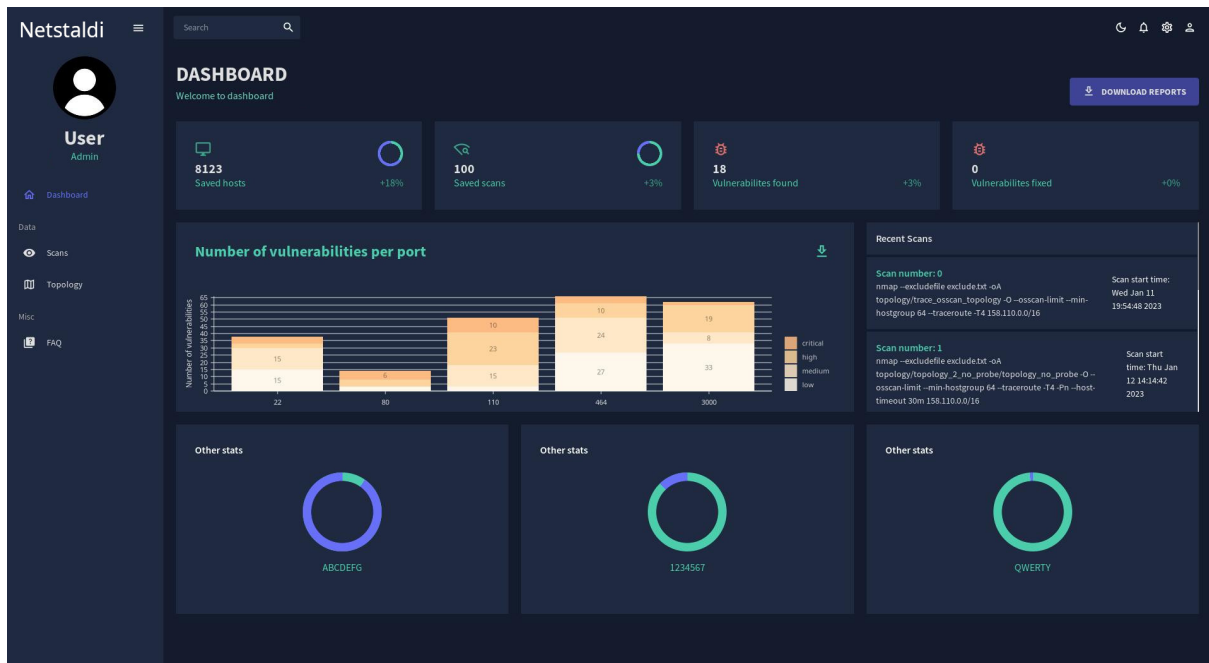 Netstaldi
Search
User
Admin
Dashboard
Data
Scans
Topology
Misc
FAQ
DASHBOARD
Welcome to dashboard
DOWNLOAD REPORTS
8123
Saved hosts
+18%
100
Saved scans
+3%
18
Vulnerabilites found
+3%
0
Vulnerabilites fixed
+0%
Number of vulnerabilities per port
Number of vulnerabilities
65
60
55
50
45
40
35
30
25
20
15
10
5
0
15
15
6
10
23
15
10
24
27
19
8
33
22
80
110
464
3000
critical
high
medium
low
Recent Scans
Scan number: 0
nmap --excludefile exclude.txt -oA
topology/trace_osscan_topology -O --osscan-limit --min-
hostgroup 64 --traceroute -T4 158.110.0.0/16
Scan start time:
Wed Jan 11
19:54:48 2023
Scan number: 1
nmap --excludefile exclude.txt -oA
topology/topology_2_no_probe/topology_no_probe -O --
osscan-limit --min-hostgroup 64 --traceroute -T4 -Pn --host-
timeout 30m 158.110.0.0/16
Scan start
time: Thu Jan
12 14:14:42
2023
Other stats
ABCDEFG
Other stats
1234567
Other stats
QWERTY